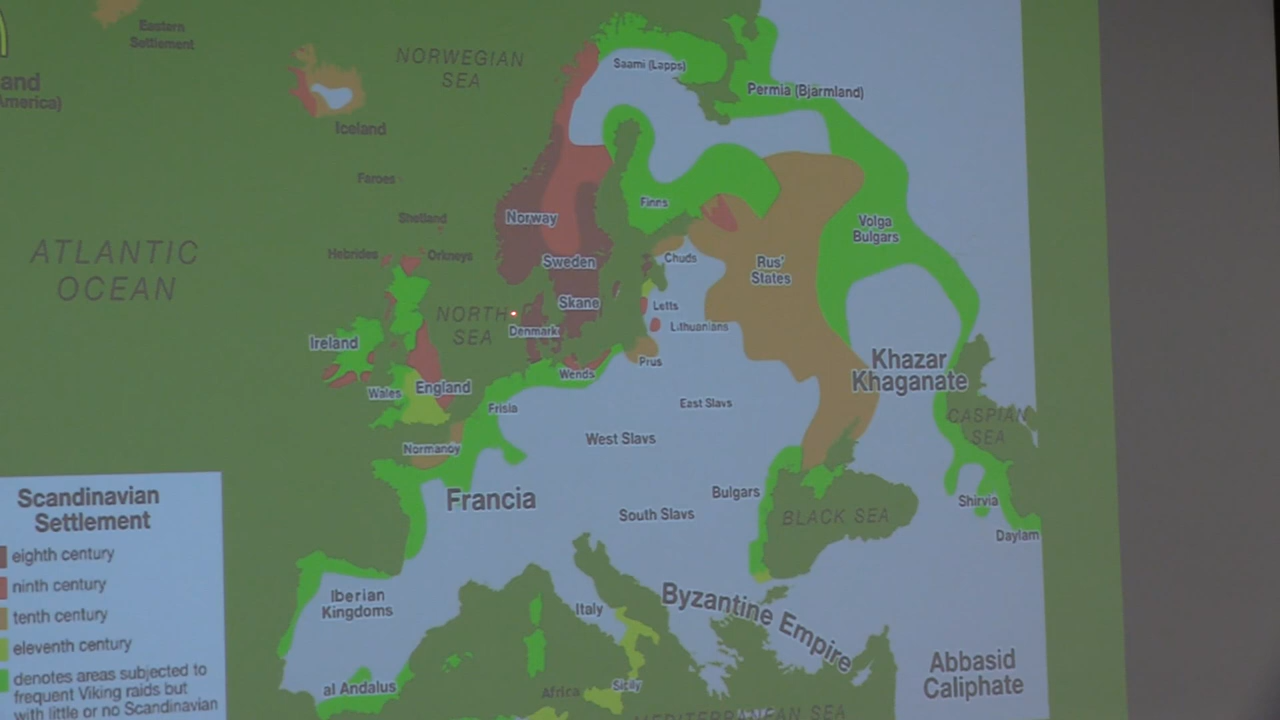 Eastern
Settlement
and
America)
NORWEGIAN
SEA
Saami (Lapps)
Permia (Bjarmland)
Iceland
Faroes
Shetland
Hebrides
Orkneys
ATLANTIC
OCEAN
Norway
Sweden
Skane
Finns
Chuds
Rus'
States
Volga
Bulgars
NORTH
SEA
Denmark
Letts
Lithuanians
Prus
Wends
Ireland
Wales
England
Frisia
Normandy
Khazar
Khaganate
CASPIAN
SEA
East Slavs
West Slavs
South Slavs
Francia
Bulgars
BLACK SEA
Shirvia
Daylam
Iberian
Kingdoms
Italy
Byzantine Empire
Abbasid
Caliphate
al Andalus
Africa
Sicily
MEDITERRANEAN SEA
Scandinavian
Settlement
eighth century
ninth century
tenth century
eleventh century
denotes areas subjected to
frequent Viking raids but
with little or no Scandinavian